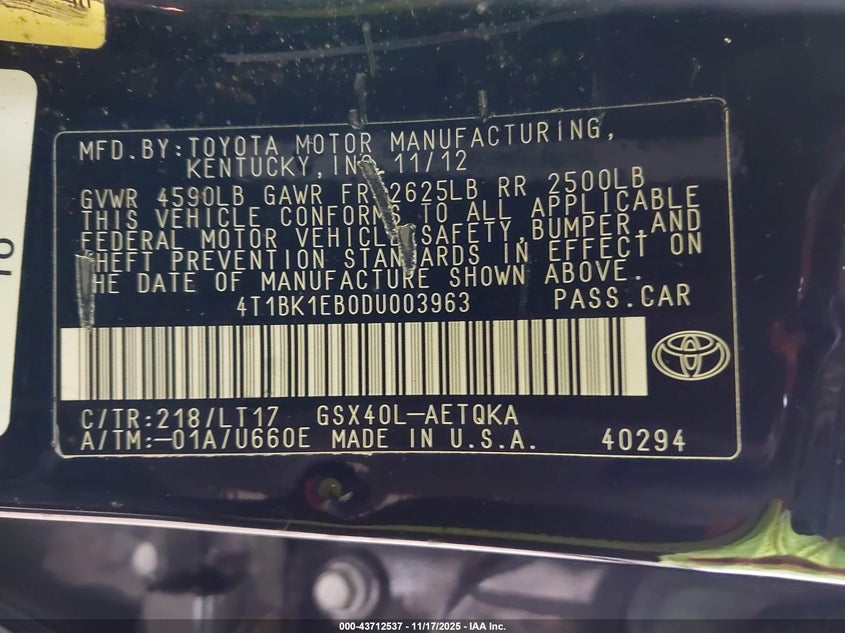 MFD.BY:TOYOTA MOTOR MANUFACTURING,
KENTUCKY,INC. 11/12
GVWR 4590LB GAWR FR 2625LB RR 2500LB
THIS VEHICLE CONFORMS TO ALL APPLICABLE
FEDERAL MOTOR VEHICLE SAFETY,BUMPER,AND
THEFT PREVENTION STANDARDS IN EFFECT ON
THE DATE OF MANUFACTURE SHOWN ABOVE.
4T1BK1EB0DU003963 PASS.CAR
C/TR:218/LT17 GSX40L-AETQKA
A/TM:-01A/U660E MADE IN U.S.A. 40294
000-43712537 - 11/17/2025 - IAA Inc.